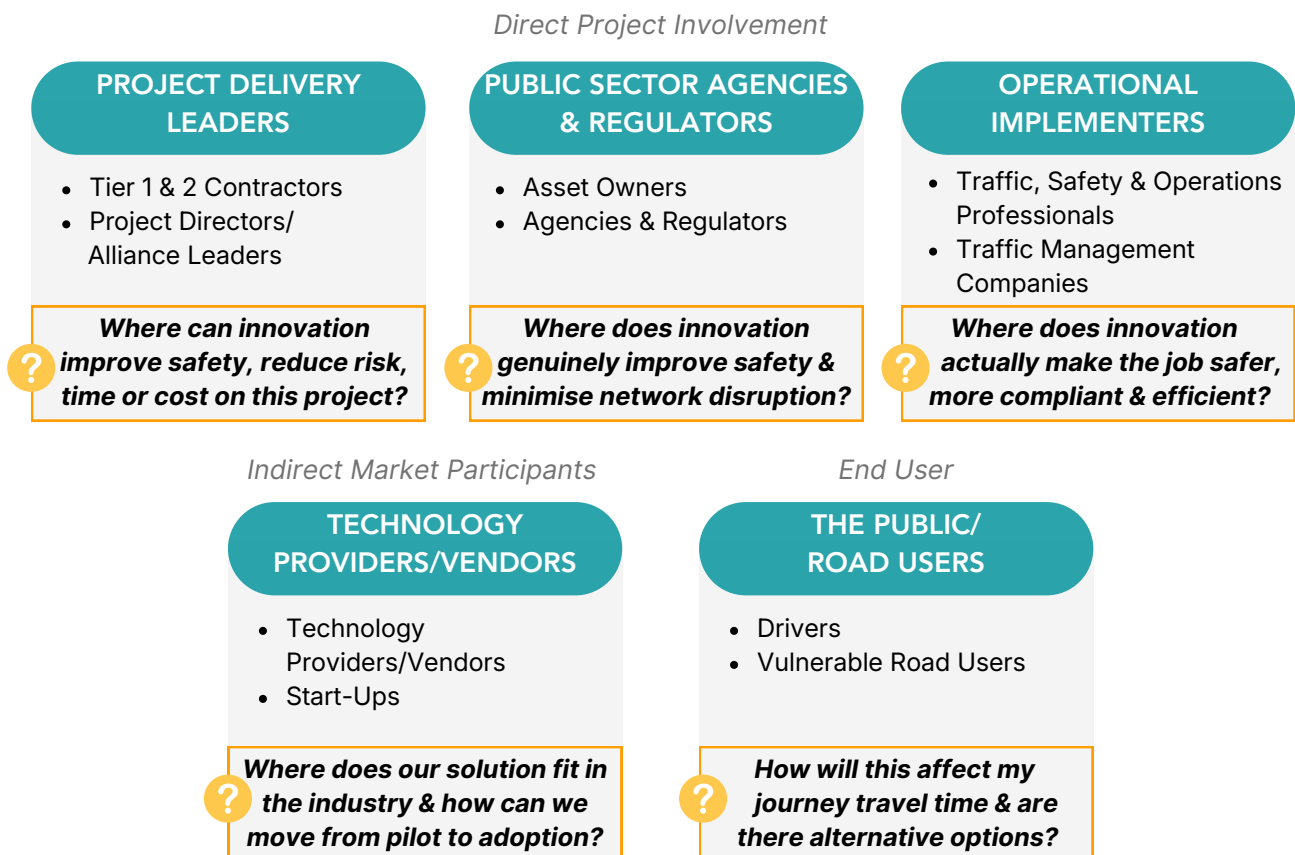 Direct Project Involvement
PROJECT DELIVERY
LEADERS
• Tier 1 & 2 Contractors
• Project Directors/
Alliance Leaders
? Where can innovation
improve safety, reduce risk,
time or cost on this project?
PUBLIC SECTOR AGENCIES
& REGULATORS
• Asset Owners
• Agencies & Regulators
? Where does innovation
genuinely improve safety &
minimise network disruption?
OPERATIONAL
IMPLEMENTERS
• Traffic, Safety & Operations
Professionals
• Traffic Management
Companies
? Where does innovation
actually make the job safer,
more compliant & efficient?
Indirect Market Participants
TECHNOLOGY
PROVIDERS/VENDORS
• Technology
Providers/Vendors
• Start-Ups
? Where does our solution fit in
the industry & how can we
move from pilot to adoption?
End User
THE PUBLIC/
ROAD USERS
• Drivers
• Vulnerable Road Users
? How will this affect my
journey travel time & are
there alternative options?